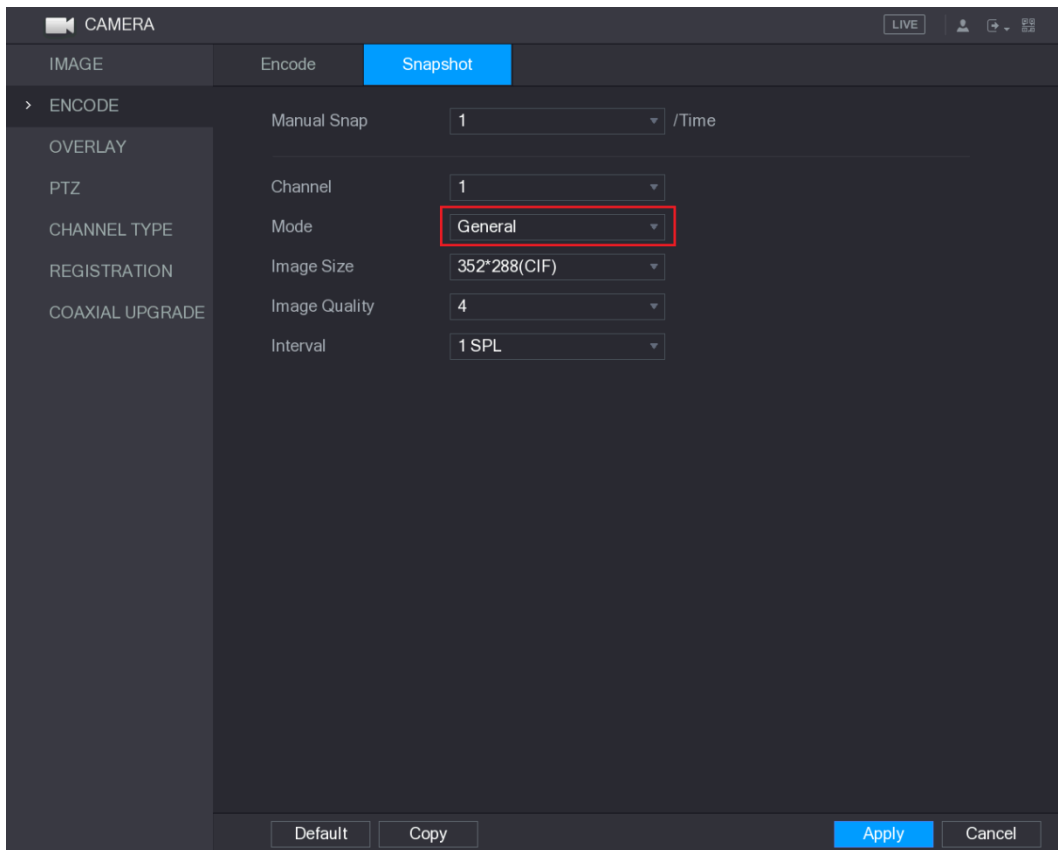 CAMERA
LIVE
IMAGE
Encode
Snapshot
ENCODE
Manual Snap 1 /Time
OVERLAY
PTZ
Channel 1
CHANNEL TYPE
Mode General
REGISTRATION
Image Size 352*288(CIF)
COAXIAL UPGRADE
Image Quality 4
Interval 1 SPL
Default
Copy
Apply
Cancel